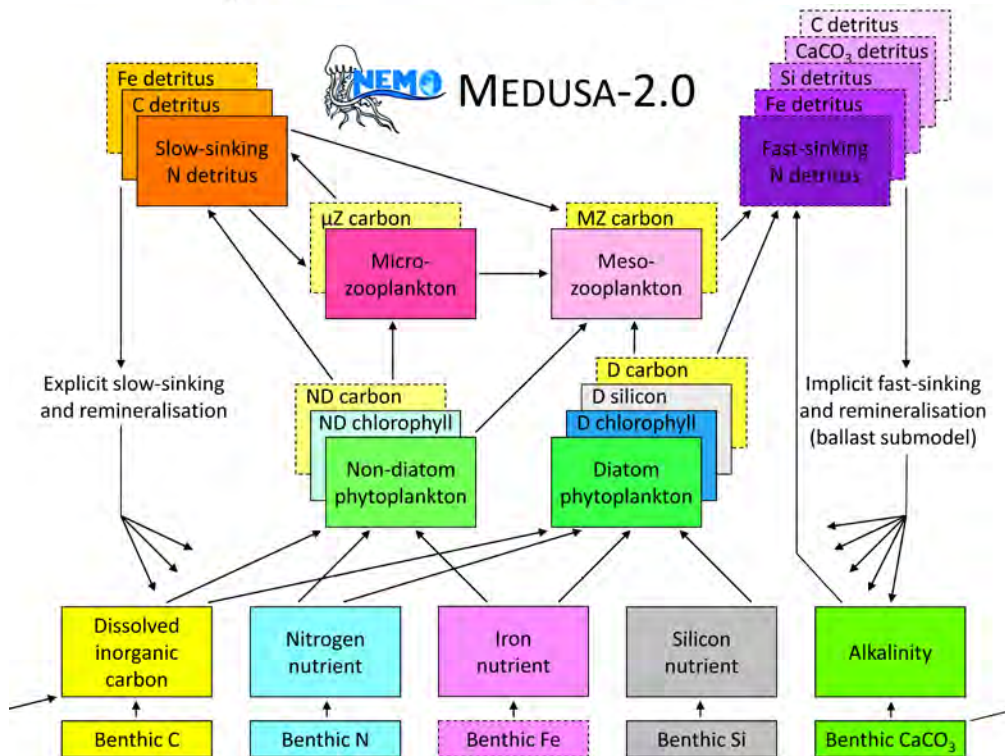 NEMO
MEDUSA-2.0
Fe detritus
C detritus
Slow-sinking
N detritus
C detritus
CaCO₃ detritus
Si detritus
Fe detritus
Fast-sinking
N detritus
μZ carbon
Micro-
zooplankton
MZ carbon
Meso-
zooplankton
Explicit slow-sinking
and remineralisation
ND carbon
ND chlorophyll
Non-diatom
phytoplankton
D carbon
D silicon
D chlorophyll
Diatom
phytoplankton
Implicit fast-sinking
and remineralisation
(ballast submodel)
Dissolved
inorganic
carbon
Nitrogen
nutrient
Iron
nutrient
Silicon
nutrient
Alkalinity
Benthic C
Benthic N
Benthic Fe
Benthic Si
Benthic CaCO₃